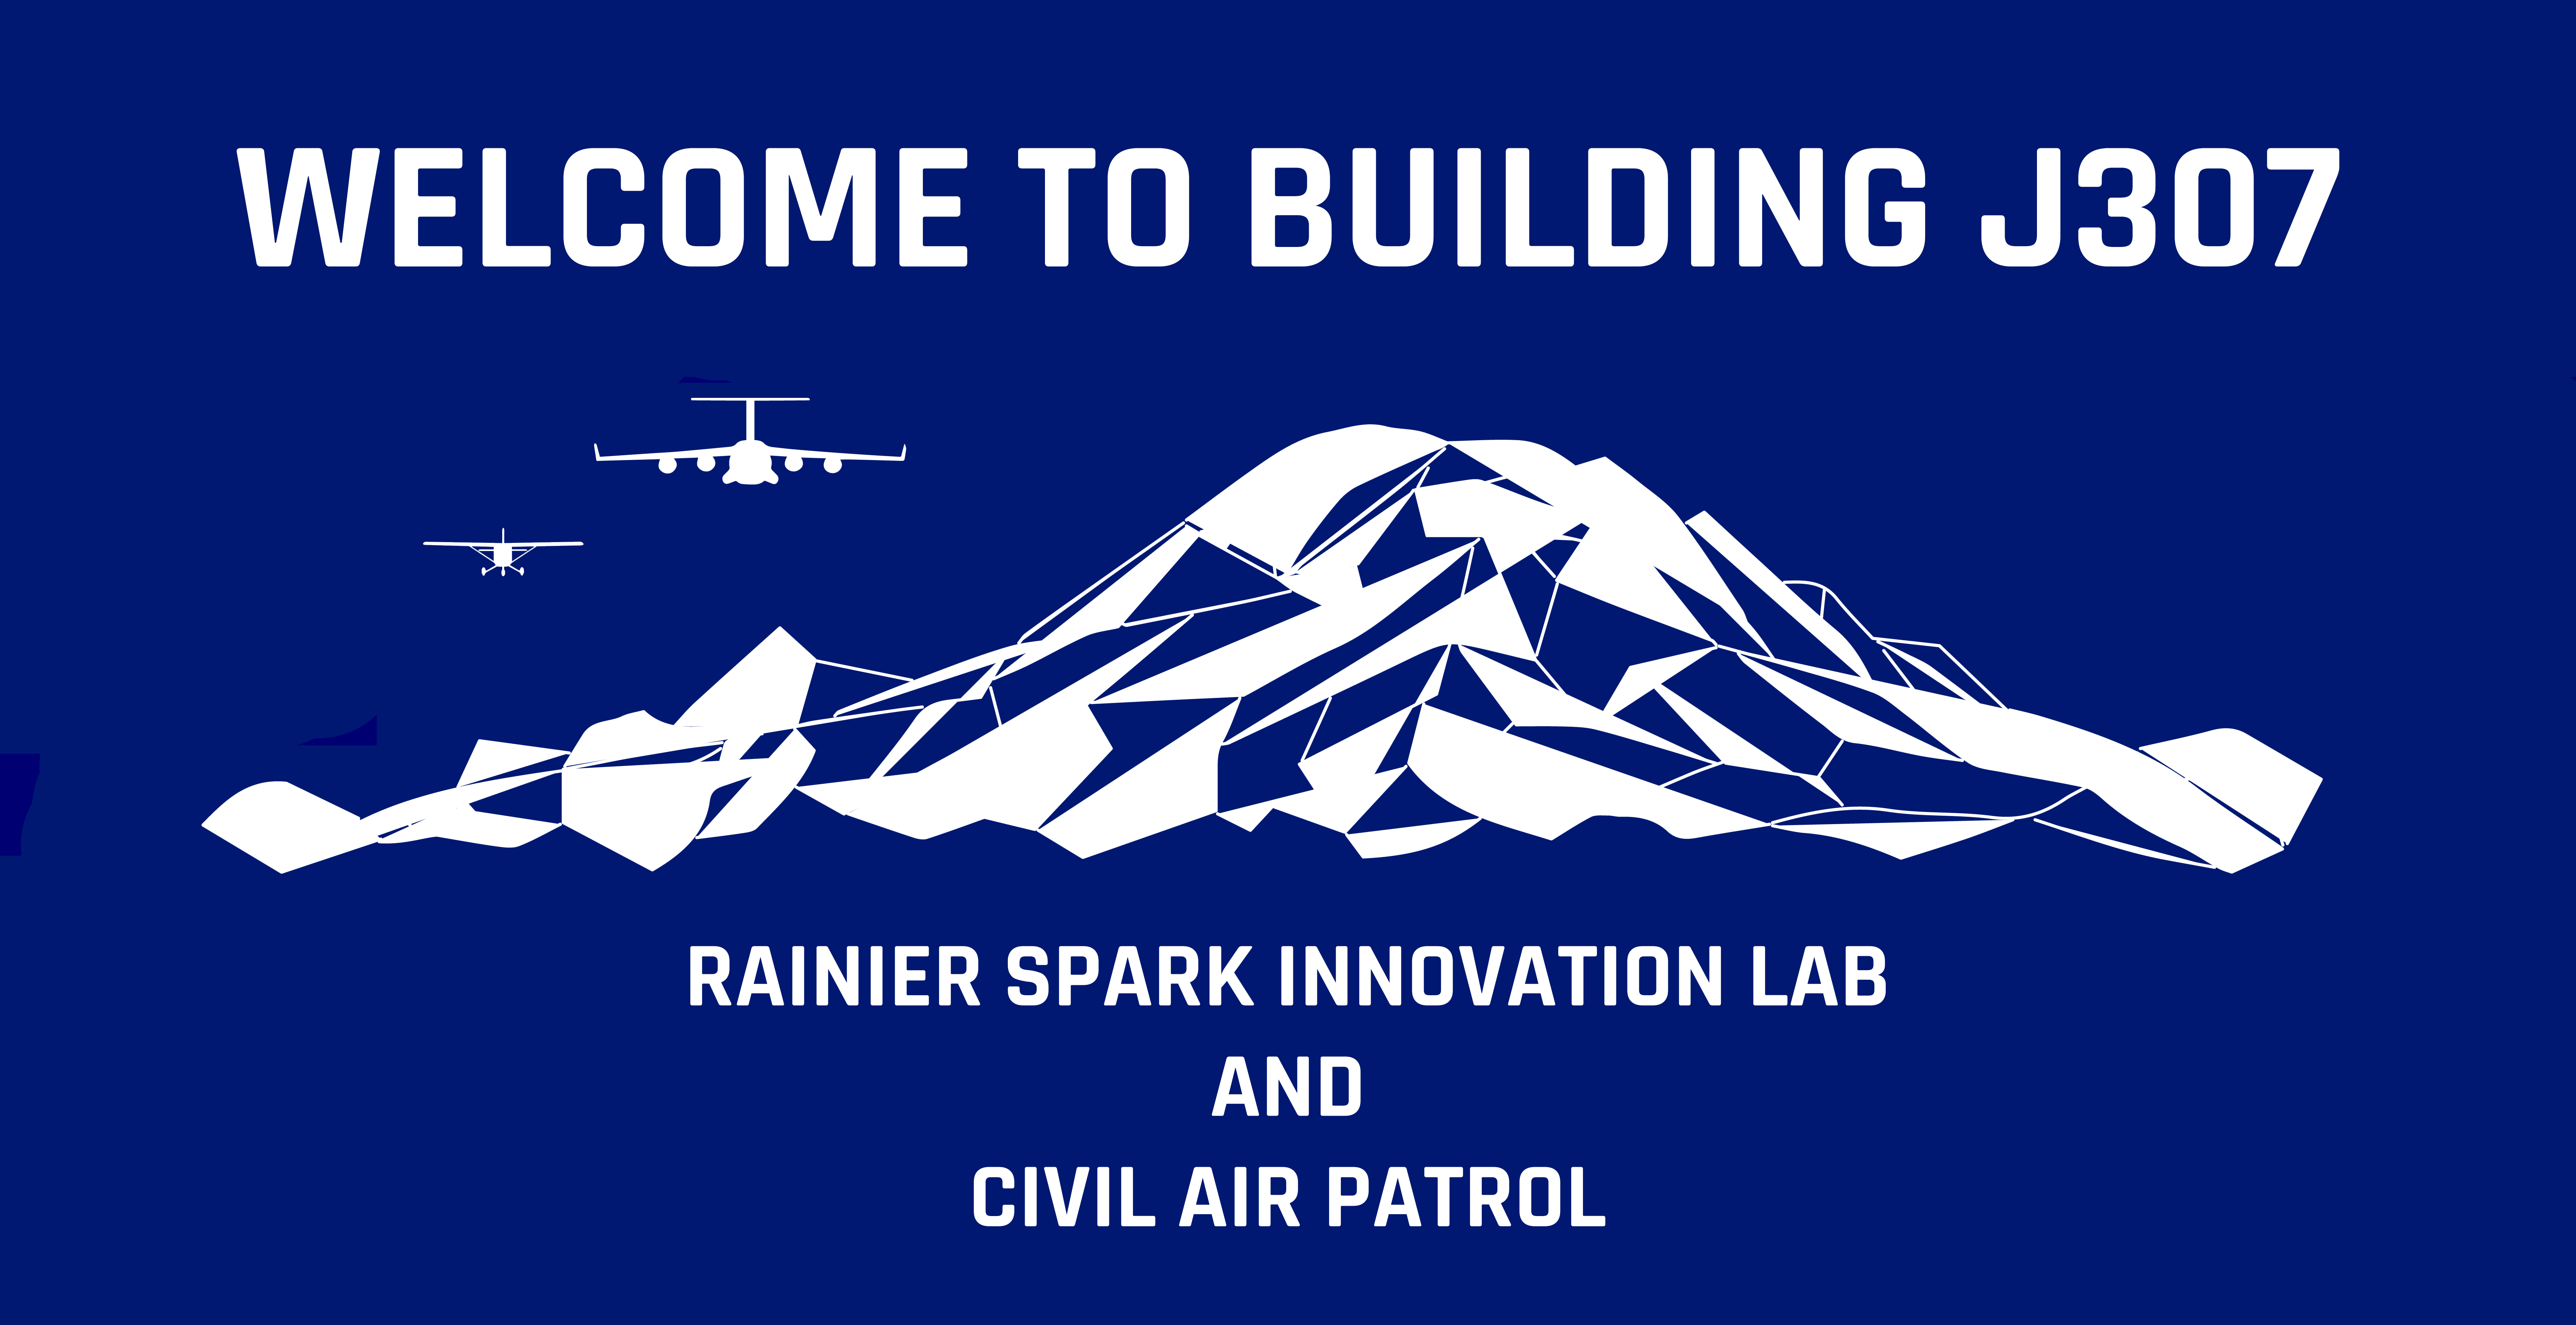 WELCOME TO BUILDING J307
RAINIER SPARK INNOVATION LAB
AND
CIVIL AIR PATROL